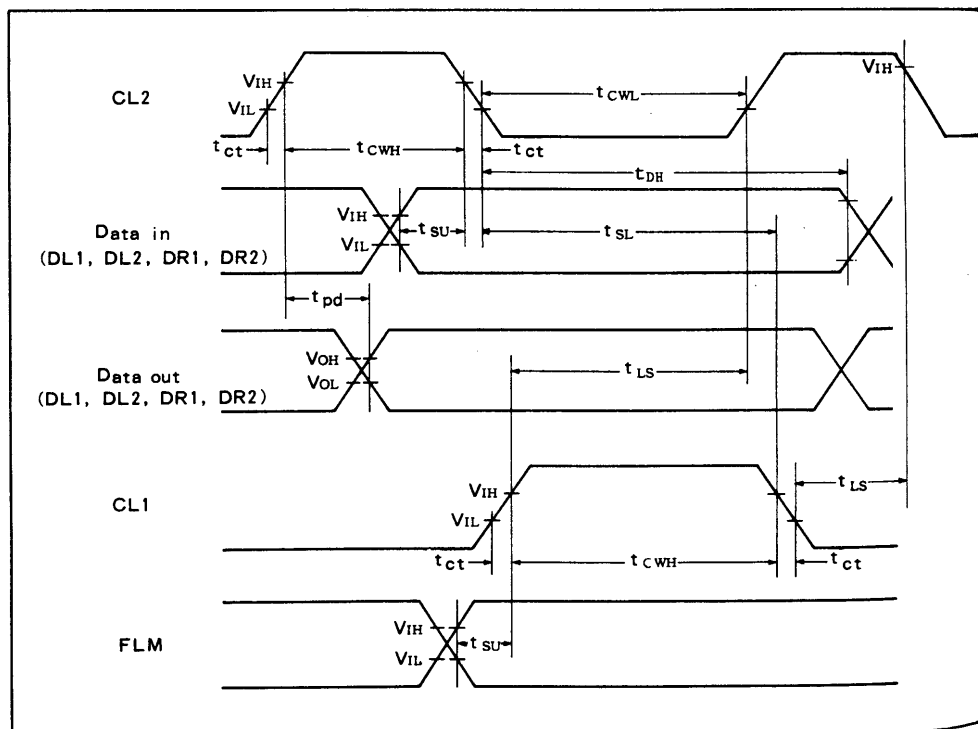 VIH
VIH
CL2
tCWL
VIL
tct
tCWH
tct
tDH
VIH
tSU
tSL
Data in
VIL
(DL1, DL2, DR1, DR2)
tpd
VOH
tLS
Data out
VOL
(DL1, DL2, DR1, DR2)
VIH
tLS
CL1
VIL
tct
tCWH
tct
VIH
tSU
FLM
VIL